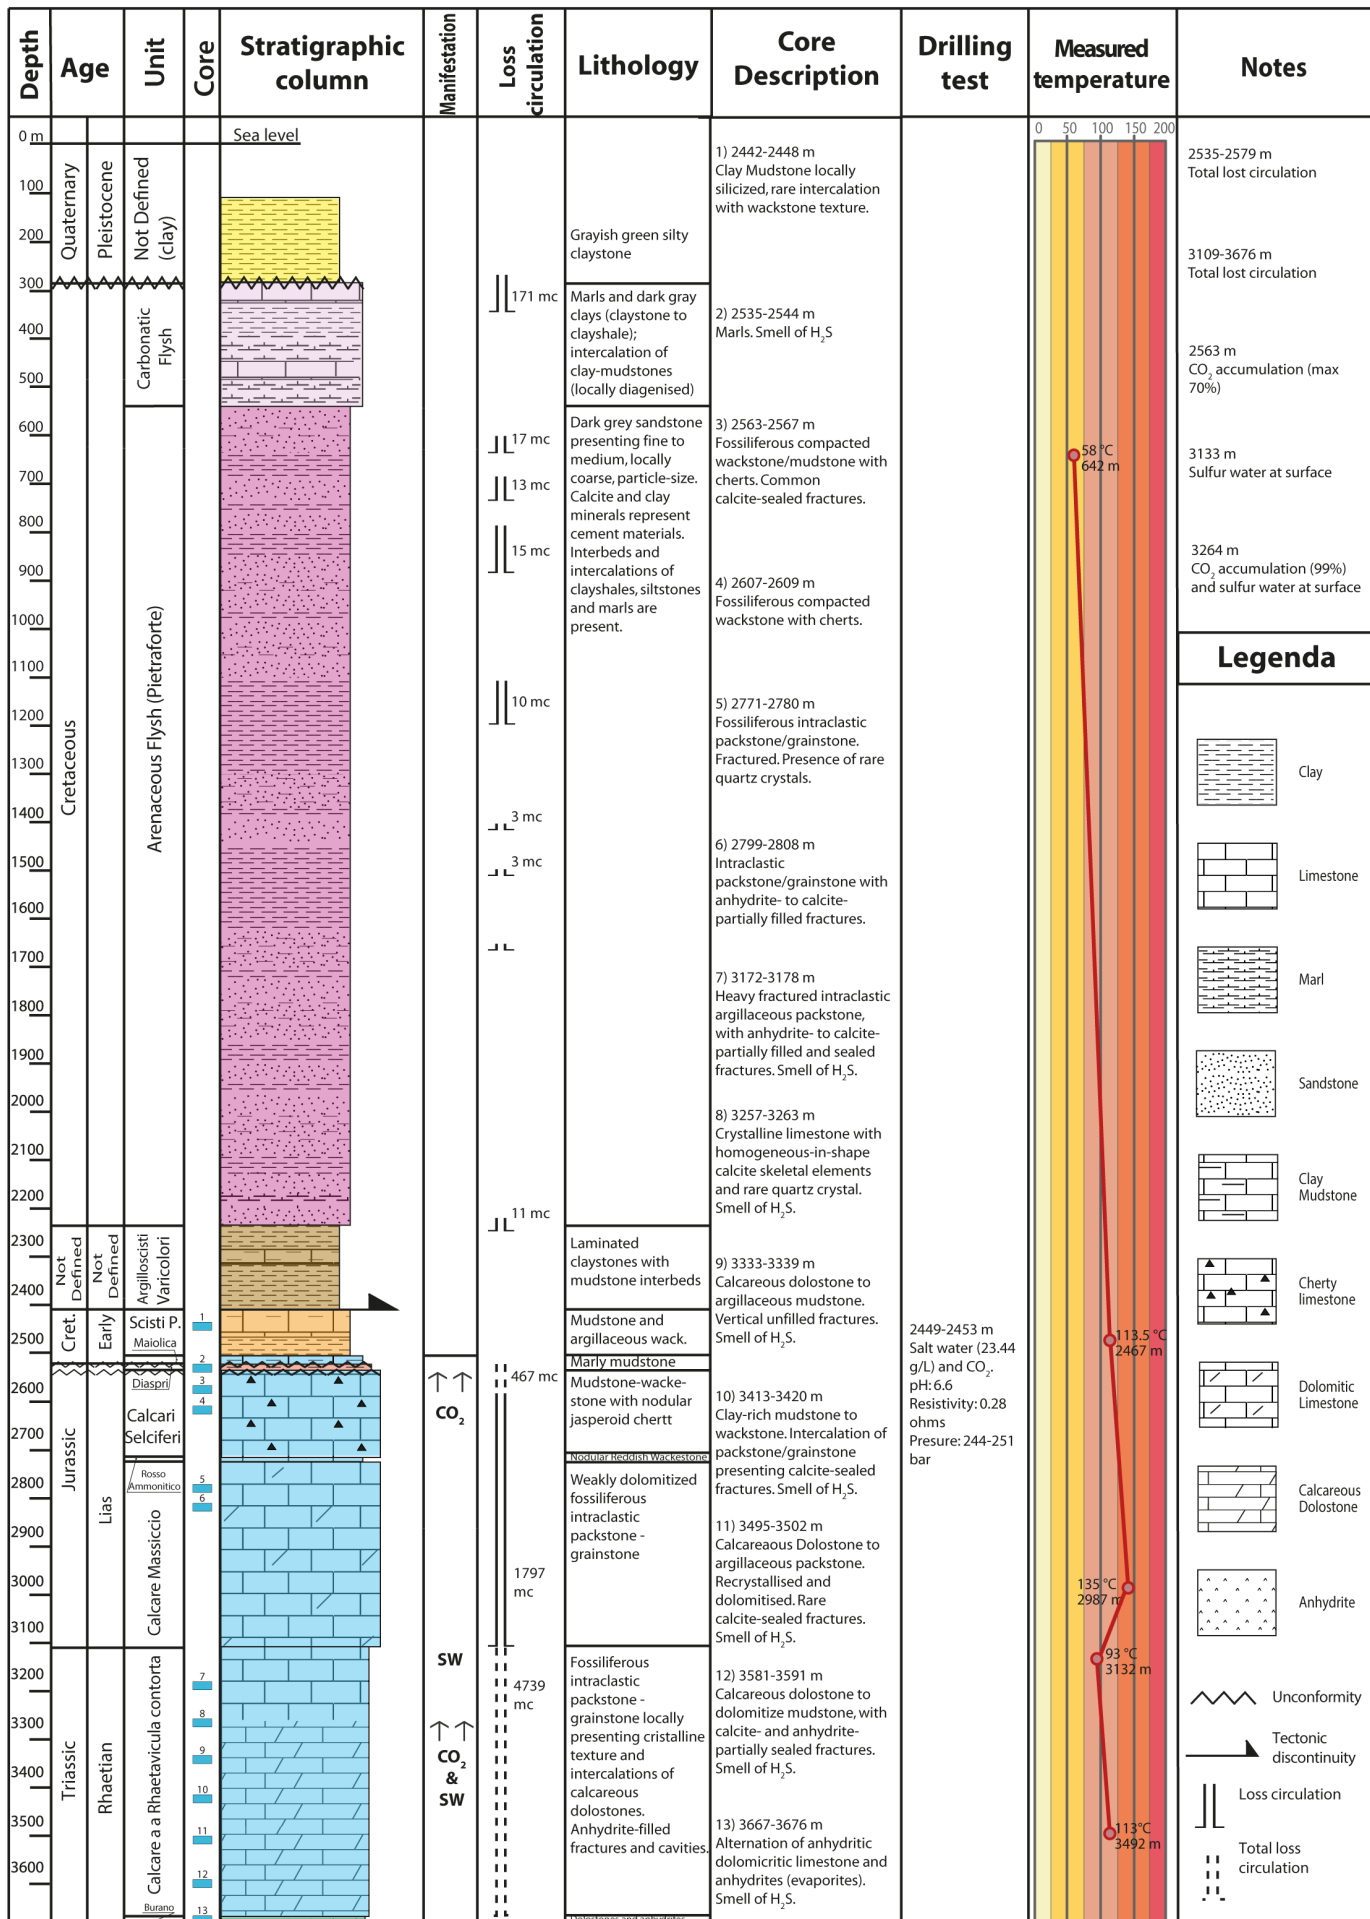 Depth
Age
Unit
Core
Stratigraphic
column
Manifestation
Loss
circulation
Lithology
Core
Description
Drilling
test
Measured
temperature
Notes
0 m
100
200
300
400
500
600
700
800
900
1000
1100
1200
1300
1400
1500
1600
1700
1800
1900
2000
2100
2200
2300
2400
2500
2600
2700
2800
2900
3000
3100
3200
3300
3400
3500
3600
Quaternary
Cretaceous
Not
Defined
Cret.
Jurassic
Triassic
Pleistocene
Not
Defined
Early
Lias
Rhaetian
Not Defined
(clay)
Carbonatic
Flysh
Arenaceous Flysh (Pietraforte)
Argilloscisti
Varicolori
Scisti P.
Maiolica
Diaspri
Calcari
Selciferi
Rosso
Ammonitico
Calcare Massiccio
Calcare a Rhaetavicula contorta
Burano
1
2
3
4
5
6
7
8
9
10
11
12
13
Sea level
CO2
SW
CO2
&
SW
171 mc
17 mc
13 mc
15 mc
10 mc
3 mc
3 mc
11 mc
467 mc
1797
mc
4739
mc
Grayish green silty
claystone
Marls and dark gray
clays (claystone to
clayshale);
intercalation of
clay-mudstones
(locally diagenised)
Dark grey sandstone
presenting fine to
medium, locally
coarse, particle-size.
Calcite and clay
minerals represent
cement materials.
Interbeds and
intercalations of
clayshales, siltstones
and marls are
present.
Laminated
claystones with
mudstone interbeds
Mudstone and
argillaceous wack.
Marly mudstone
Mudstone-wacke-
stone with nodular
jasperoid chertt
Nodular Reddish Wackestone
Weakly dolomitized
fossiliferous
intraclastic
packstone -
grainstone
Fossiliferous
intraclastic
packstone -
grainstone locally
presenting cristalline
texture and
intercalations of
calcareous
dolostones.
Anhydrite-filled
fractures and cavities.
Dolostones and anhydrites
1) 2442-2448 m
Clay Mudstone locally
silicized, rare intercalation
with wackstone texture.
2) 2535-2544 m
Marls. Smell of H2S
3) 2563-2567 m
Fossiliferous compacted
wackestone/mudstone with
cherts. Common
calcite-sealed fractures.
4) 2607-2609 m
Fossiliferous compacted
wackestone with cherts.
5) 2771-2780 m
Fossiliferous intraclastic
packstone/grainstone.
Fractured. Presence of rare
quartz crystals.
6) 2799-2808 m
Intraclastic
packstone/grainstone with
anhydrite- to calcite-
partially filled fractures.
7) 3172-3178 m
Heavy fractured intraclastic
argillaceous packstone,
with anhydrite- to calcite-
partially filled and sealed
fractures. Smell of H2S.
8) 3257-3263 m
Crystalline limestone with
homogeneous-in-shape
calcite skeletal elements
and rare quartz crystal.
Smell of H2S.
9) 3333-3339 m
Calcareous dolostone to
argillaceous mudstone.
Vertical unfilled fractures.
Smell of H2S.
10) 3413-3420 m
Clay-rich mudstone to
wackstone. Intercalation of
packstone/grainstone
presenting calcite-sealed
fractures. Smell of H2S.
11) 3495-3502 m
Calcareaous Dolostone to
argillaceous packstone.
Recrystallised and
dolomitised. Rare
calcite-sealed fractures.
Smell of H2S.
12) 3581-3591 m
Calcareous dolostone to
dolomitize mudstone, with
calcite- and anhydrite-
partially sealed fractures.
Smell of H2S.
13) 3667-3676 m
Alternation of anhydritic
dolomicritic limestone and
anhydrites (evaporites).
Smell of H2S.
2449-2453 m
Salt water (23.44
g/L) and CO2.
pH: 6.6
Resistivity: 0.28
ohms
Presure: 244-251
bar
0 50 100 150 200
58 °C
642 m
113.5 °C
2467 m
135 °C
2987 m
93 °C
3132 m
113°C
3492 m
2535-2579 m
Total lost circulation
3109-3676 m
Total lost circulation
2563 m
CO2 accumulation (max
70%)
3133 m
Sulfur water at surface
3264 m
CO2 accumulation (99%)
and sulfur water at surface
Legenda
Clay
Limestone
Marl
Sandstone
Clay
Mudstone
Cherty
limestone
Dolomitic
Limestone
Calcareous
Dolostone
Anhydrite
Unconformity
Tectonic
discontinuity
Loss circulation
Total loss
circulation